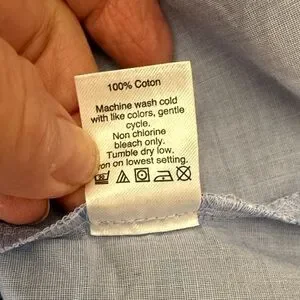 100% Coton
Machine wash cold
with like colors, gentle
cycle.
Non chlorine
bleach only.
Tumble dry low.
on lowest setting.